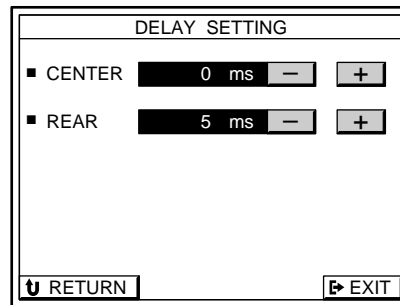 DELAY SETTING
CENTER 0 ms − +
REAR 5 ms − +
RETURN EXIT